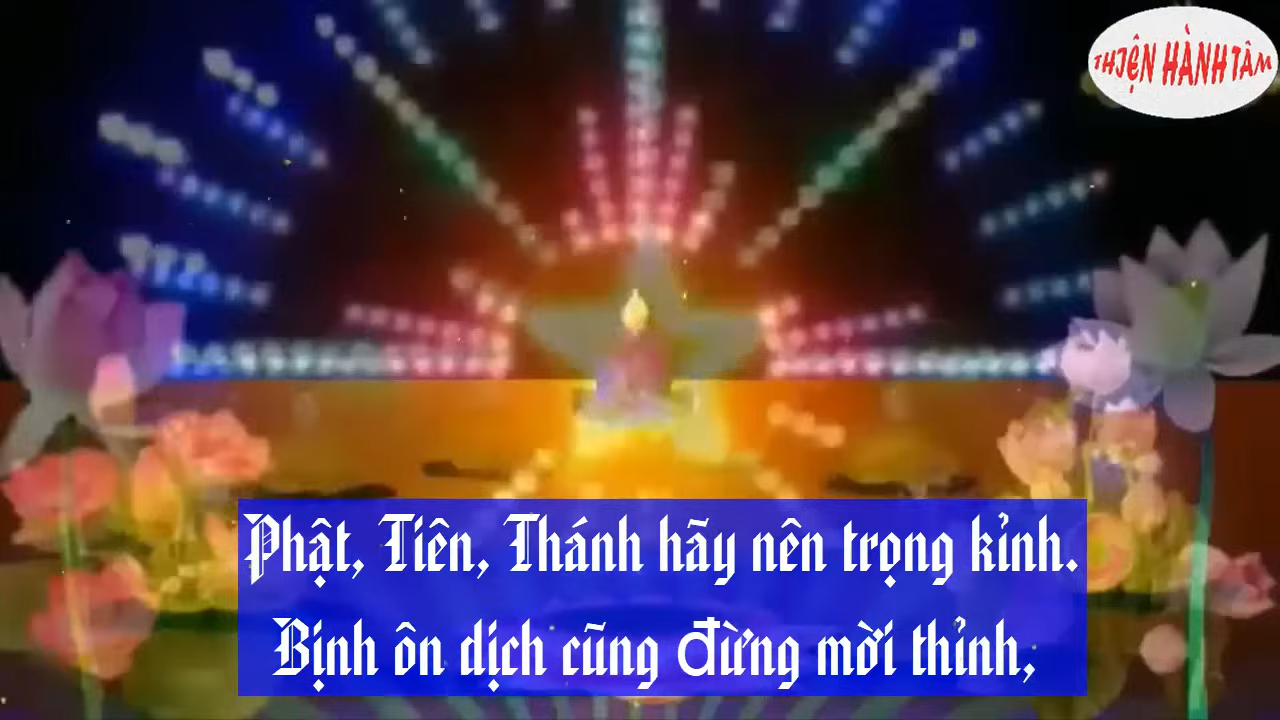 THIỆN HÀNH TÂM
Phật, Tiên, Thánh hãy nên trọng kỉnh.
Bịnh ôn dịch cũng đừng mời thỉnh,